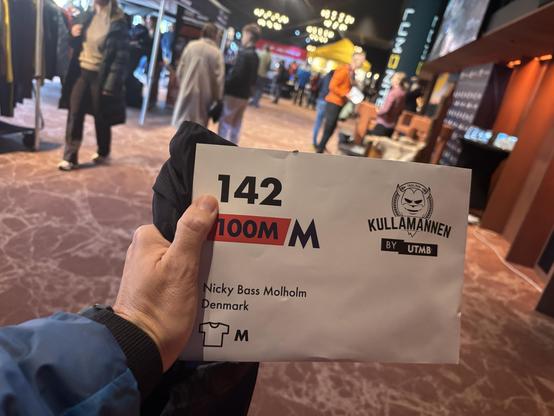 142
100M M
KULLAMANNEN
BY UTMB
Nicky Bass Molholm
Denmark
M